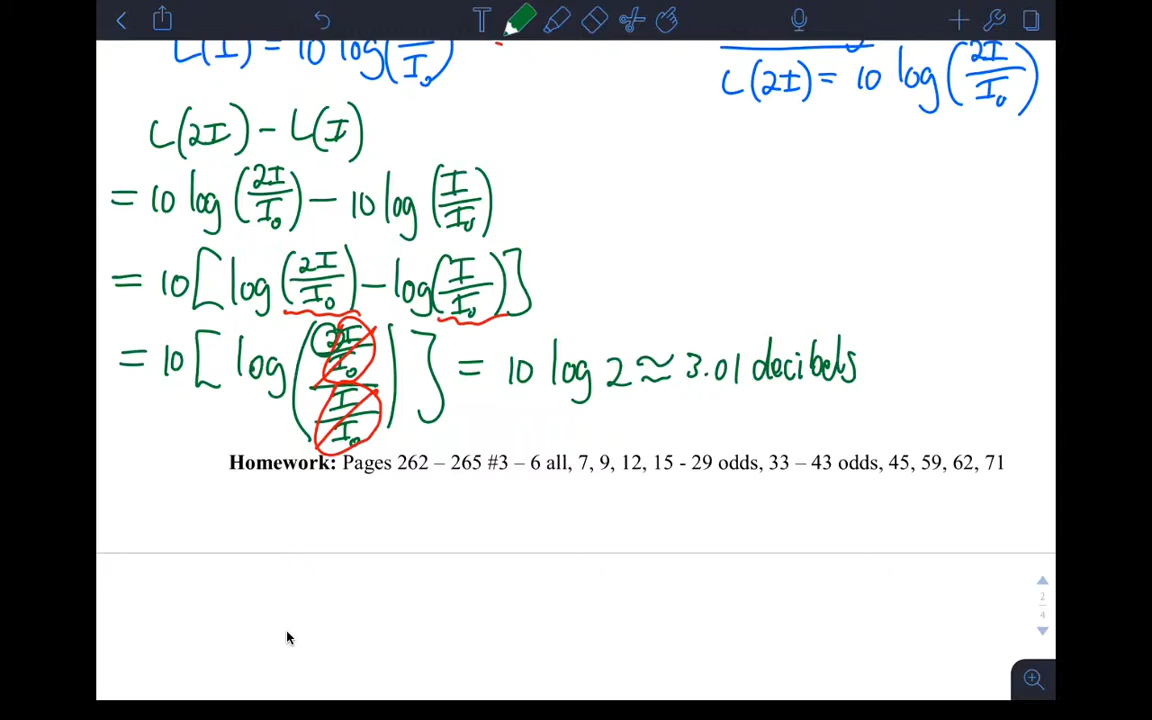 L(I) = 10 log(I/I₀)
L(2I) = 10 log(2I/I₀)
L(2I) - L(I)
= 10 log(2I/I₀) - 10 log(I/I₀)
= 10[log(2I/I₀) - log(I/I₀)]
= 10[log((2I/I₀)/(I/I₀))] = 10 log 2 ≈ 3.01 decibels
Homework: Pages 262 – 265 #3 – 6 all, 7, 9, 12, 15 - 29 odds, 33 – 43 odds, 45, 59, 62, 71
2
4